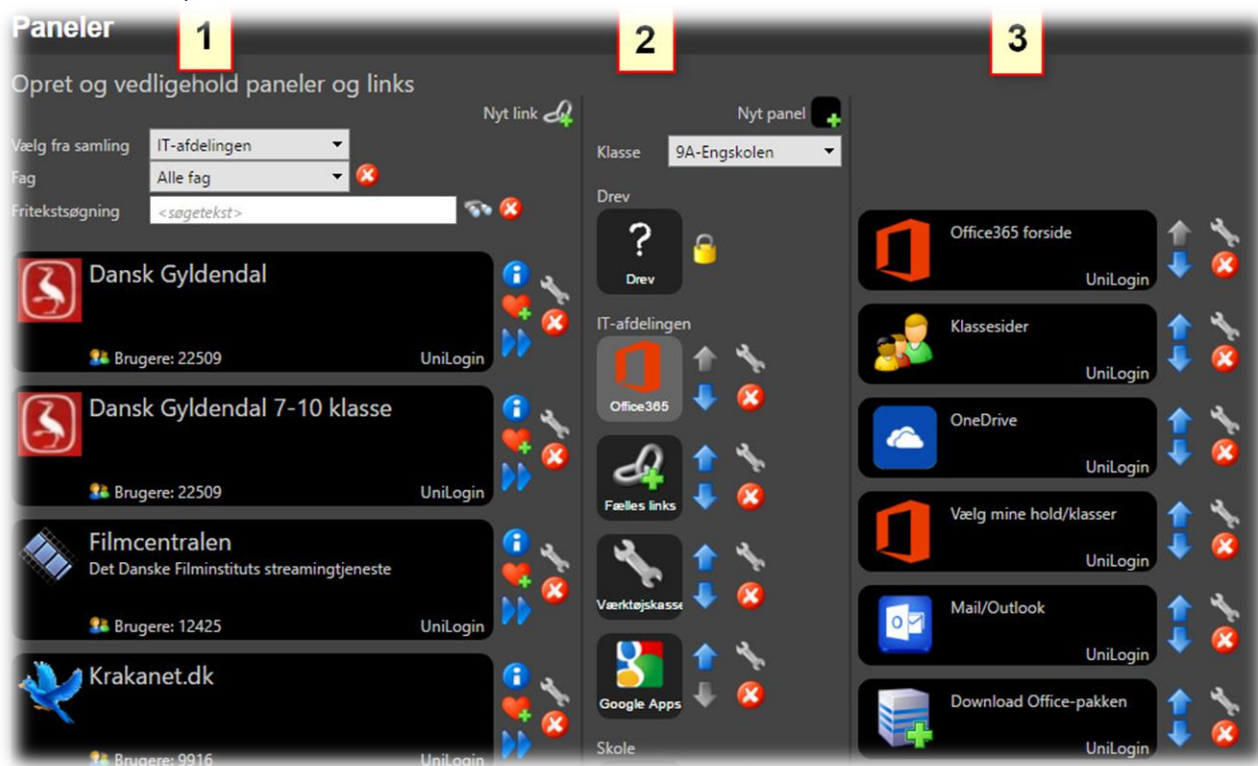 Paneler
1
2
3
Opret og vedligehold paneler og links
Nyt link
Vælg fra samling
IT-afdelingen
Fag
Alle fag
Fritekstsøgning
<søgetekst>
Dansk Gyldendal
Brugere: 22509
UniLogin
Dansk Gyldendal 7-10 klasse
Brugere: 22509
UniLogin
Filmcentralen
Det Danske Filminstituts streamingtjeneste
Brugere: 12425
UniLogin
Krakanet.dk
Brugere: 9916
UniLogin
Nyt panel
Klasse
9A-Engskolen
Drev
?
Drev
IT-afdelingen
Office365
Fælles links
Værktøjskasse
Google Apps
Skole
Office365 forside
UniLogin
Klassesider
UniLogin
OneDrive
UniLogin
Vælg mine hold/klasser
UniLogin
Mail/Outlook
UniLogin
Download Office-pakken
UniLogin